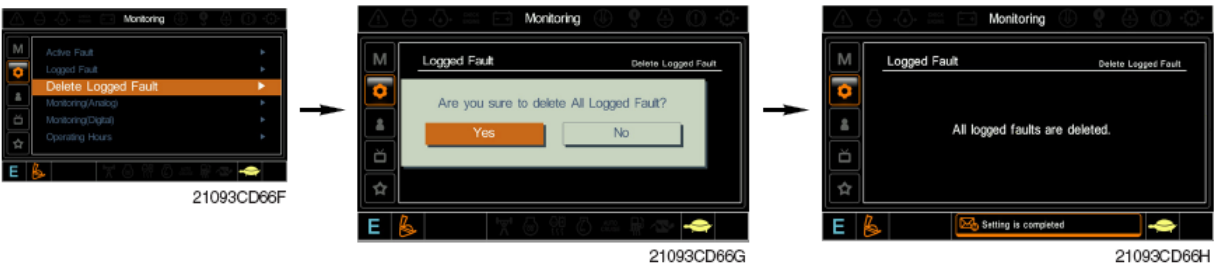 Monitoring
M
Active Fault
Logged Fault
Delete Logged Fault
Monitoring(Analog)
Monitoring(Digital)
Operating Hours
E
21093CD66F
Monitoring
M
Logged Fault
Delete Logged Fault
Are you sure to delete All Logged Fault?
Yes
No
E
21093CD66G
Monitoring
M
Logged Fault
Delete Logged Fault
All logged faults are deleted.
E
Setting is completed
21093CD66H